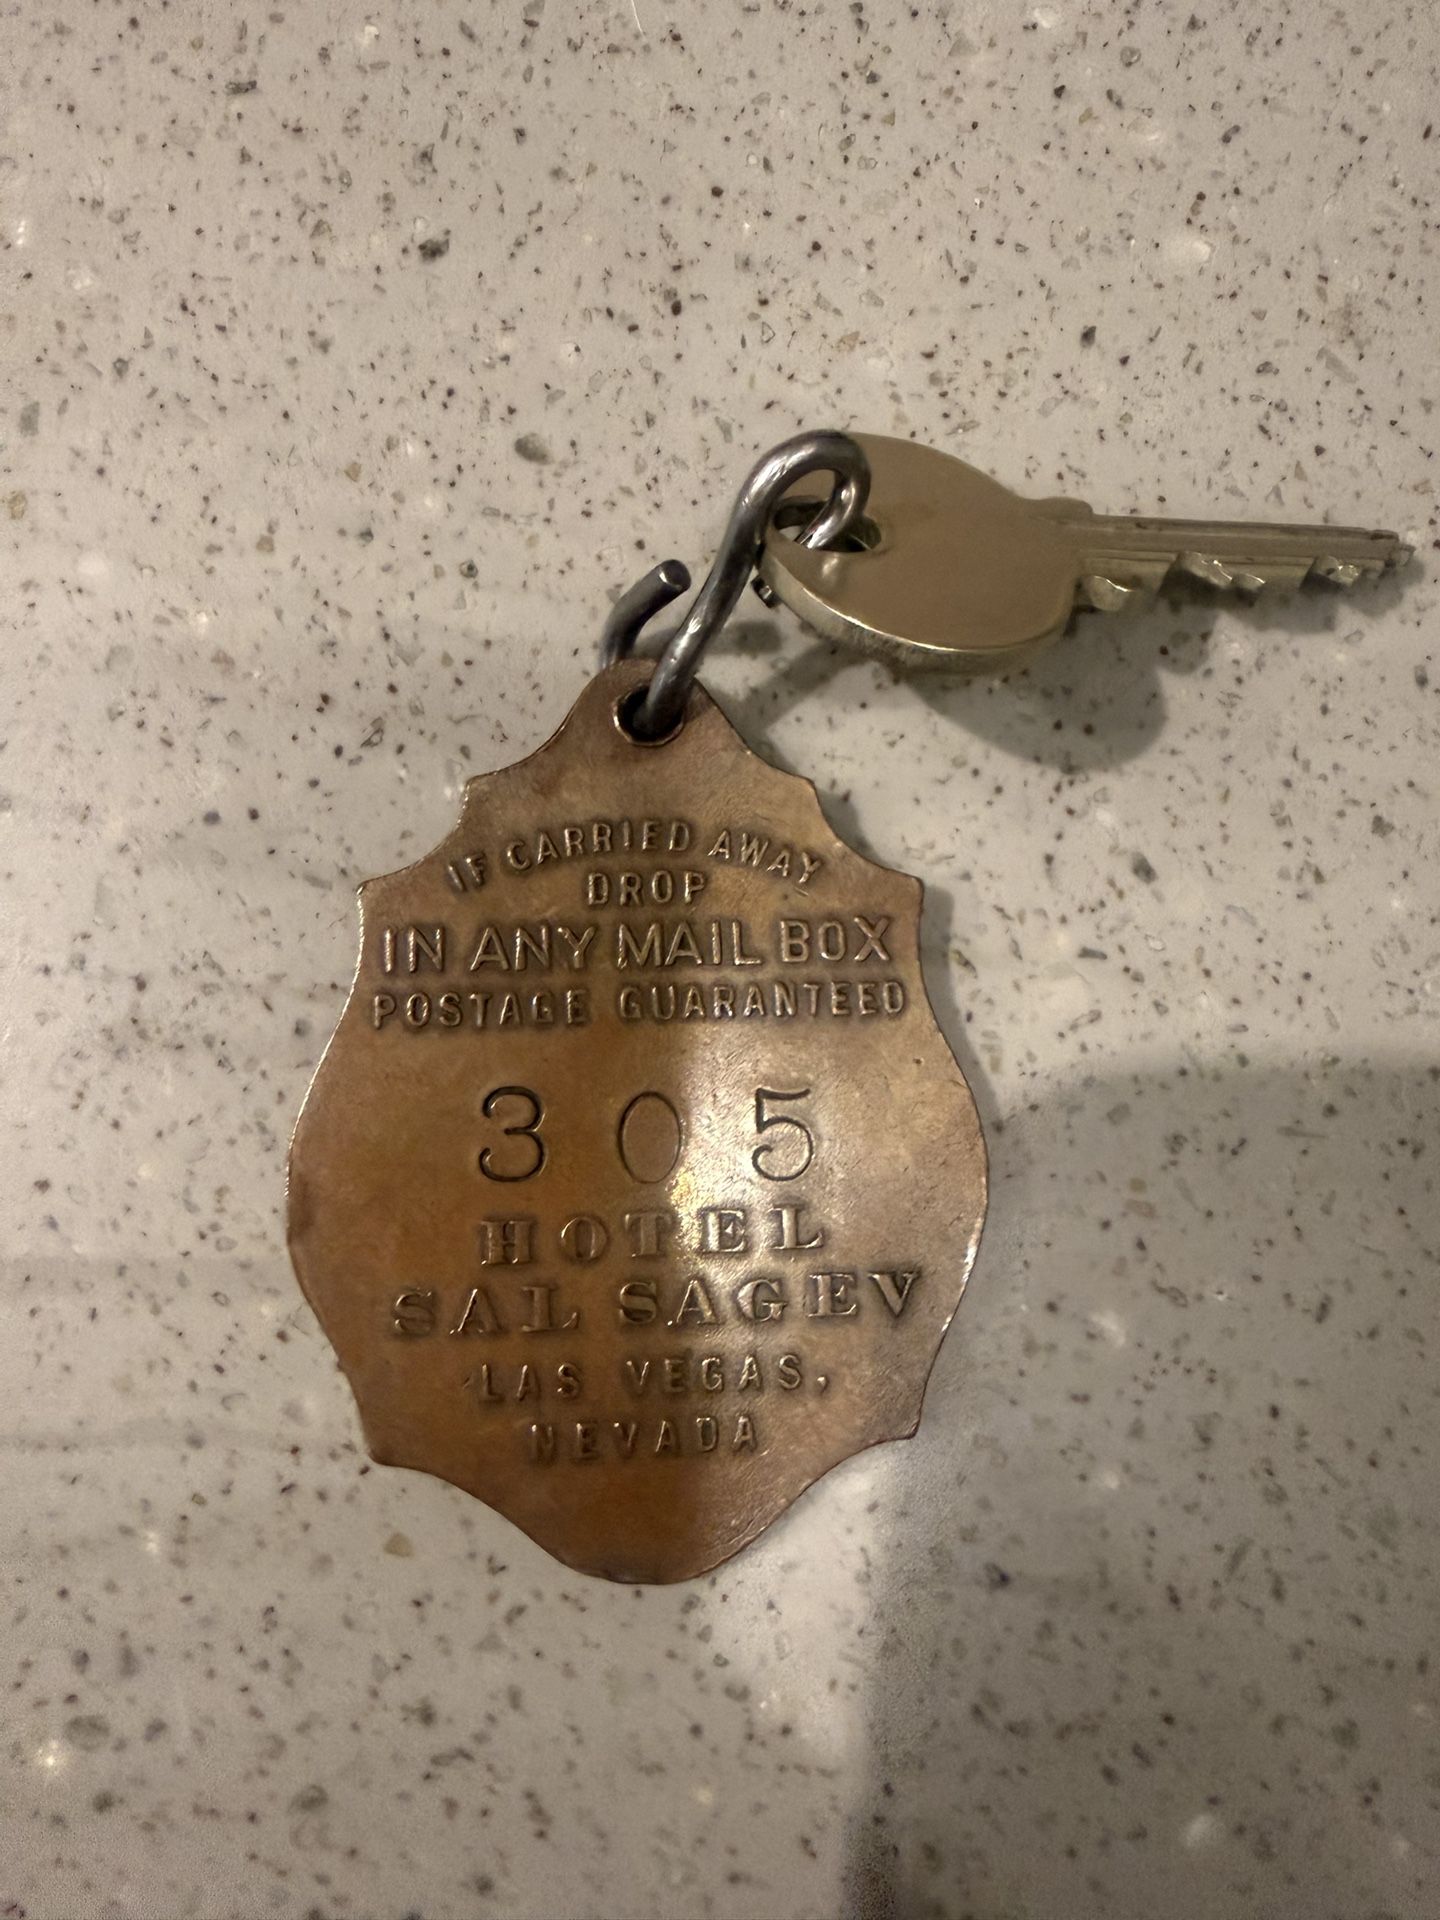 IF CARRIED AWAY
DROP
IN ANY MAIL BOX
POSTAGE GUARANTEED
305
HOTEL
SAL SAGEV
LAS VEGAS,
NEVADA